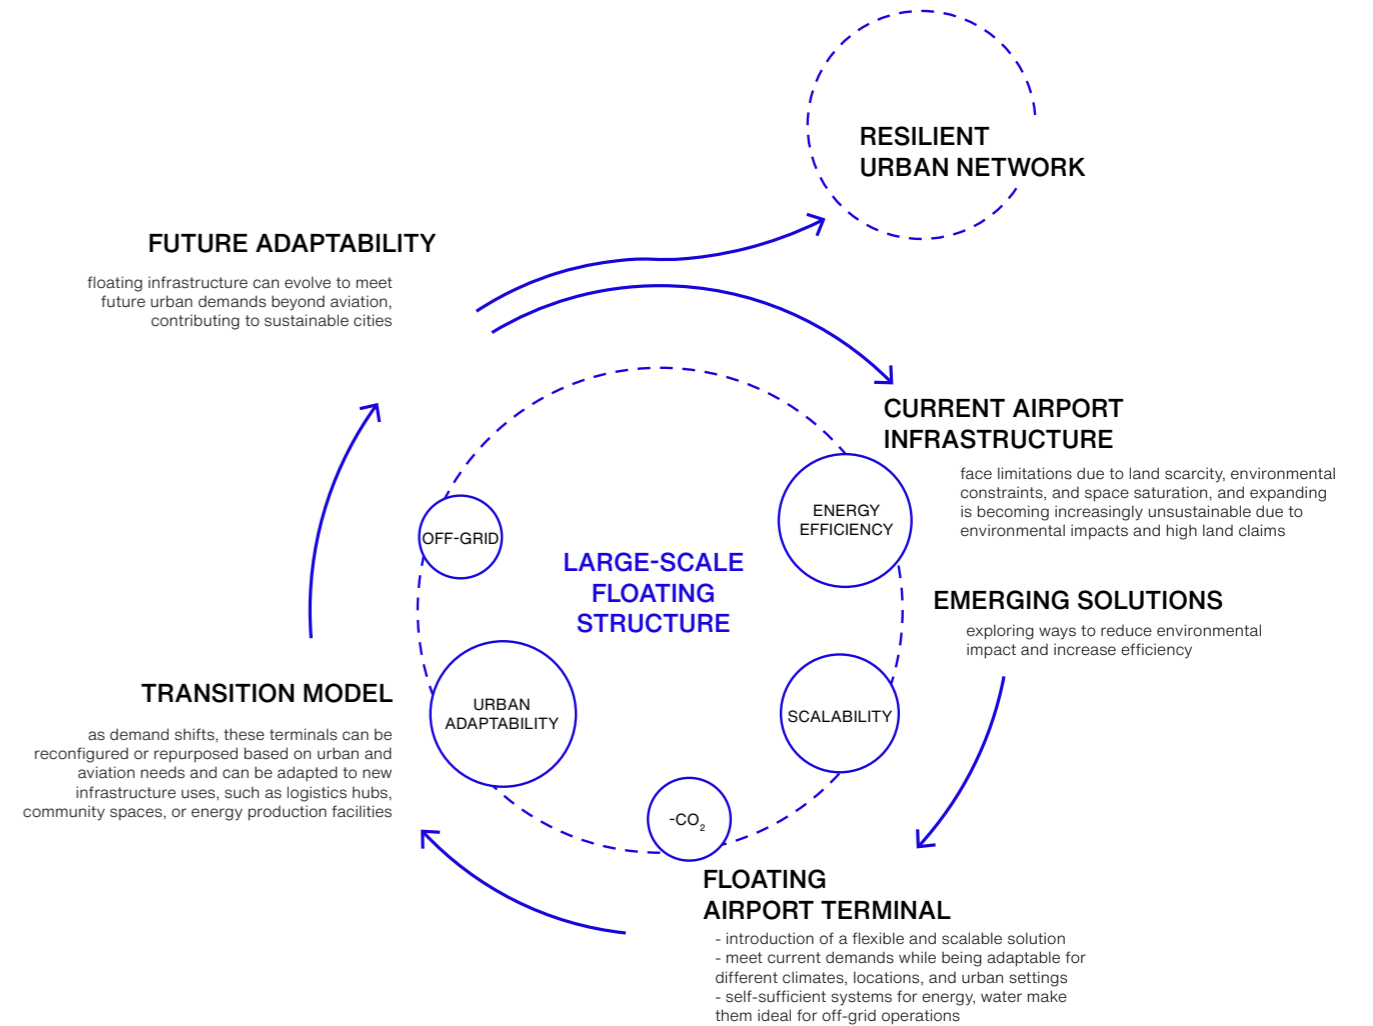 RESILIENT
URBAN NETWORK
FUTURE ADAPTABILITY
floating infrastructure can evolve to meet
future urban demands beyond aviation,
contributing to sustainable cities
CURRENT AIRPORT
INFRASTRUCTURE
face limitations due to land scarcity, environmental
constraints, and space saturation, and expanding
is becoming increasingly unsustainable due to
environmental impacts and high land claims
ENERGY
EFFICIENCY
OFF-GRID
LARGE-SCALE
FLOATING
STRUCTURE
EMERGING SOLUTIONS
exploring ways to reduce environmental
impact and increase efficiency
TRANSITION MODEL
as demand shifts, these terminals can be
reconfigured or repurposed based on urban and
aviation needs and can be adapted to new
infrastructure uses, such as logistics hubs,
community spaces, or energy production facilities
URBAN
ADAPTABILITY
SCALABILITY
-CO₂
FLOATING
AIRPORT TERMINAL
- introduction of a flexible and scalable solution
- meet current demands while being adaptable for
different climates, locations, and urban settings
- self-sufficient systems for energy, water make
them ideal for off-grid operations